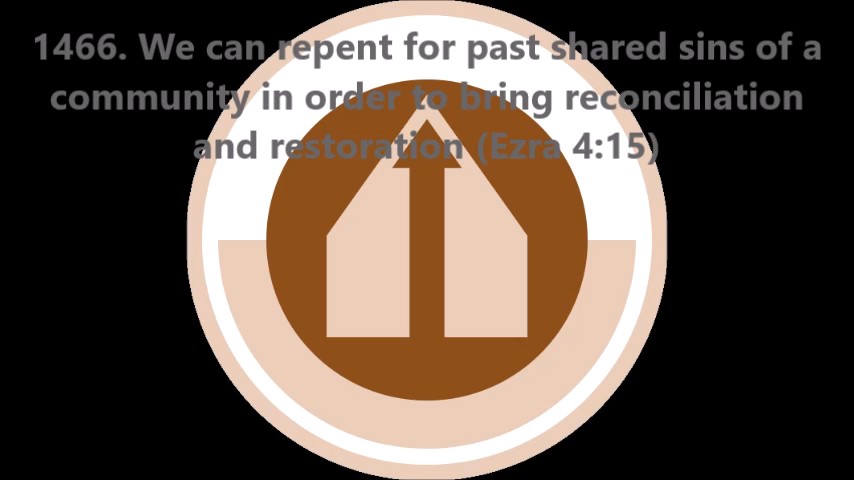 1466. We can repent for past shared sins of a
community in order to bring reconciliation
and restoration (Ezra 4:15)